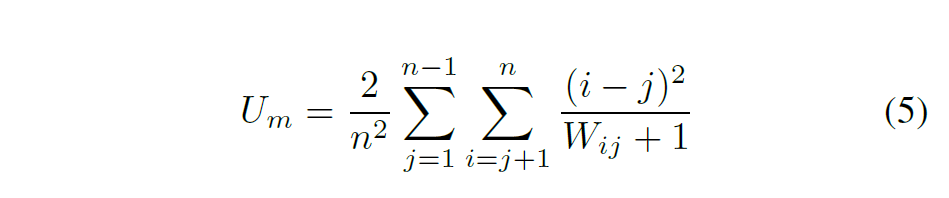 U_m = \frac{2}{n^2} \sum_{j=1}^{n-1} \sum_{i=j+1}^{n} \frac{(i-j)^2}{W_{ij}+1} (5)